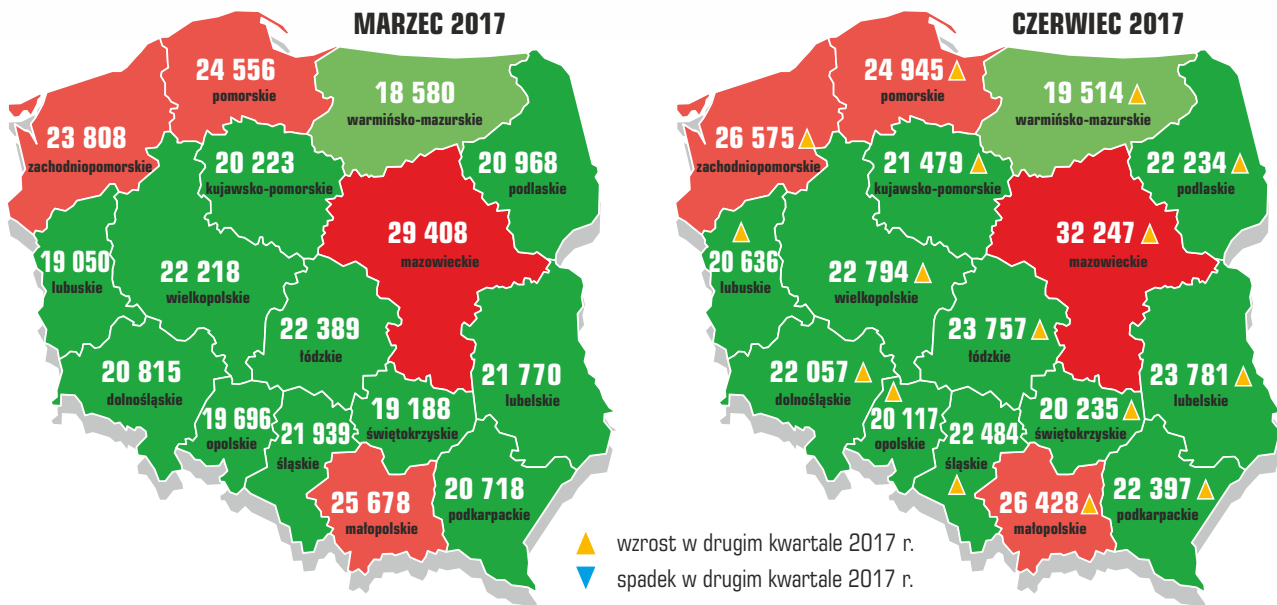 MARZEC 2017
24 556
pomorskie
18 580
warmińsko-mazurskie
23 808
zachodniopomorskie
20 223
kujawsko-pomorskie
20 968
podlaskie
29 408
mazowieckie
19 050
lubuskie
22 218
wielkopolskie
22 389
łódzkie
20 815
dolnośląskie
21 770
lubelskie
19 696
opolskie
21 939
śląskie
19 188
świętokrzyskie
25 678
małopolskie
20 718
podkarpackie
CZERWIEC 2017
24 945
pomorskie
19 514
warmińsko-mazurskie
26 575
zachodniopomorskie
21 479
kujawsko-pomorskie
22 234
podlaskie
32 247
mazowieckie
20 636
lubuskie
22 794
wielkopolskie
23 757
łódzkie
22 057
dolnośląskie
23 781
lubelskie
20 117
opolskie
22 484
śląskie
20 235
świętokrzyskie
26 428
małopolskie
22 397
podkarpackie
wzrost w drugim kwartale 2017 r.
spadek w drugim kwartale 2017 r.